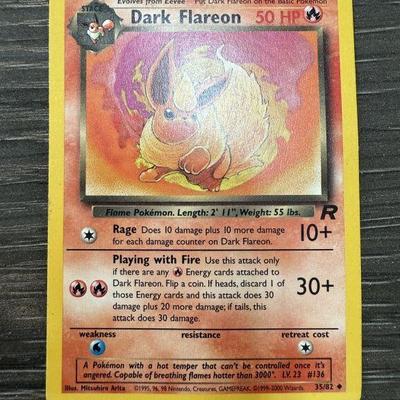 Evolves from Eevee Put Dark Flareon on the Basic Pokémon
STAGE 1
Dark Flareon 50 HP
Flame Pokémon. Length: 2' 11", Weight: 55 lbs.
R
Rage Does 10 damage plus 10 more damage
for each damage counter on Dark Flareon.
10+
Playing with Fire Use this attack only
if there are any Energy cards attached to
Dark Flareon. Flip a coin. If heads, discard 1 of
those Energy cards and this attack does 30
damage plus 20 more damage; if tails, this
attack does 30 damage.
30+
weakness resistance retreat cost
A Pokémon with a hot temper that can't be controlled once it's
angered. Capable of breathing flames hotter than 3000°. LV. 23 #136
Illus. Mitsuhiro Arita ©1995, 96, 98 Nintendo, Creatures, GAMEFREAK. ©1999-2000 Wizards. 35/82